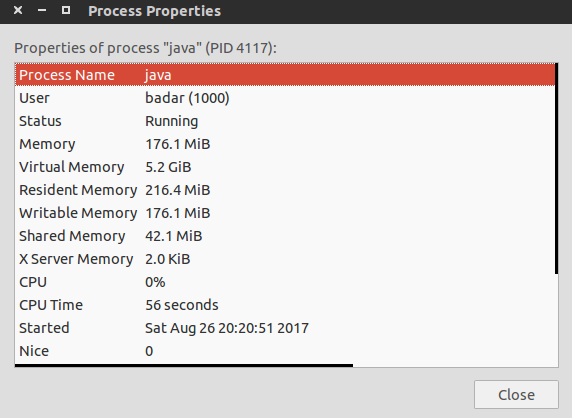 Process Properties
Properties of process "java" (PID 4117):
Process Name java
User badar (1000)
Status Running
Memory 176.1 MiB
Virtual Memory 5.2 GiB
Resident Memory 216.4 MiB
Writable Memory 176.1 MiB
Shared Memory 42.1 MiB
X Server Memory 2.0 KiB
CPU 0%
CPU Time 56 seconds
Started Sat Aug 26 20:20:51 2017
Nice 0
Close